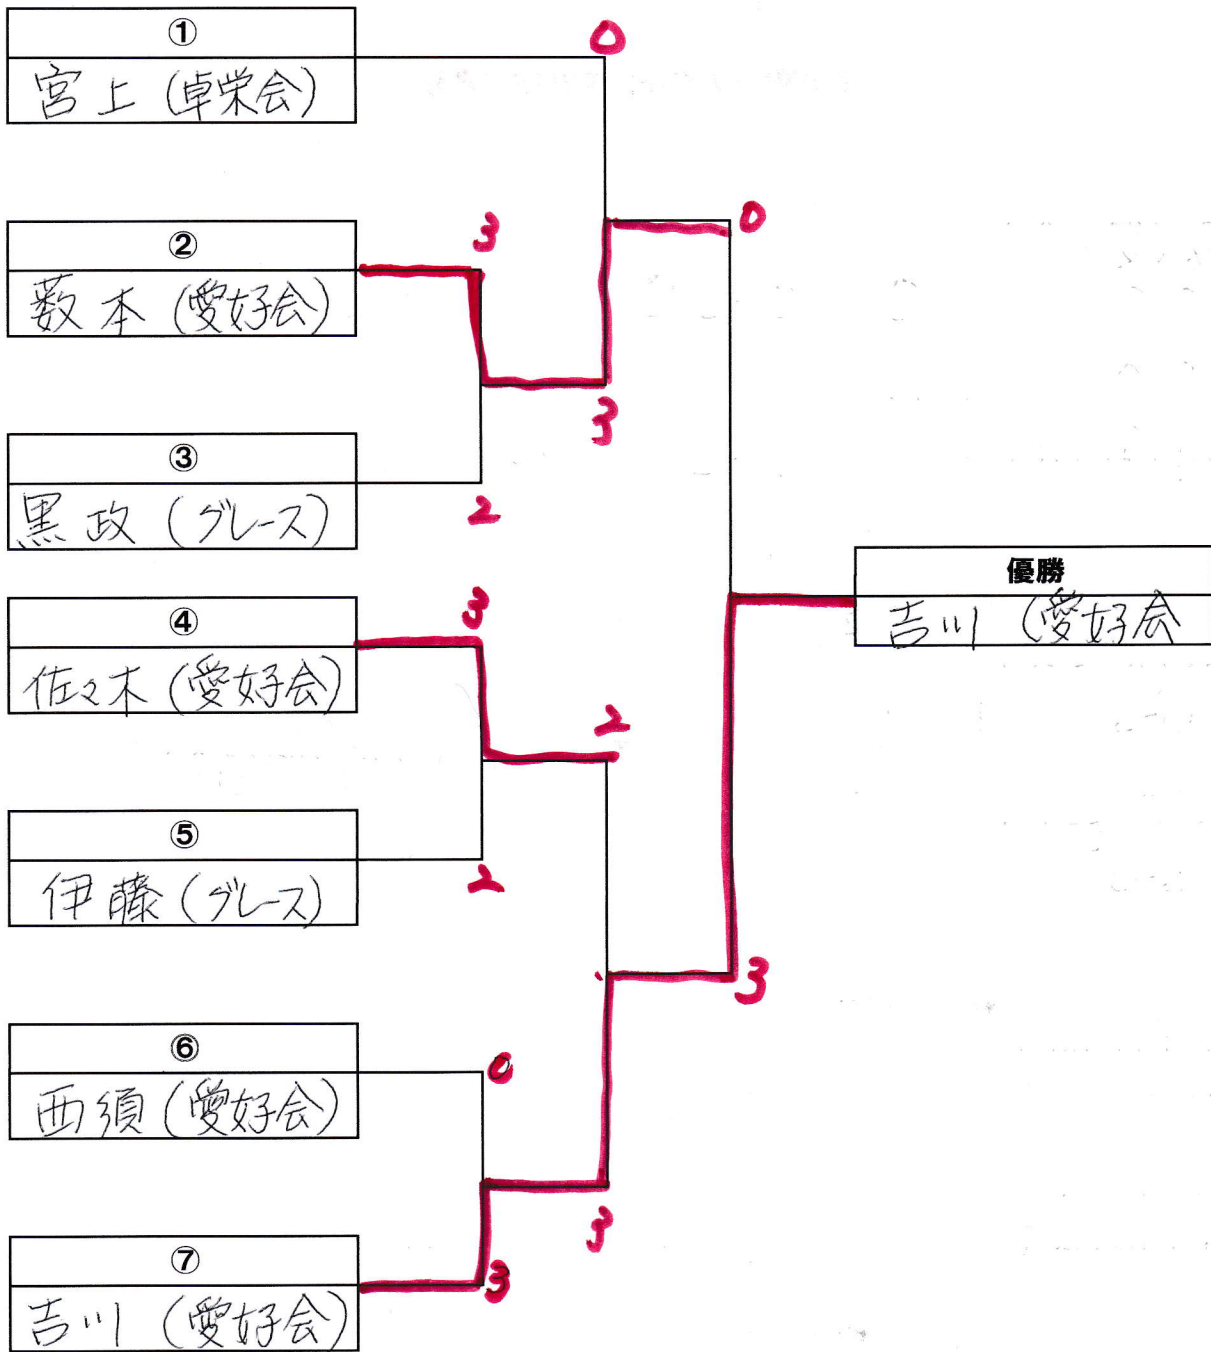 ①
宮上(卓栄会)
0
②
薮本(愛好会)
3
0
3
③
黒政(グレース)
2
優勝
吉川(愛好会
④
佐々木(愛好会)
3
2
⑤
伊藤(グレース)
2
3
⑥
西須(愛好会)
0
3
⑦
吉川(愛好会)
3